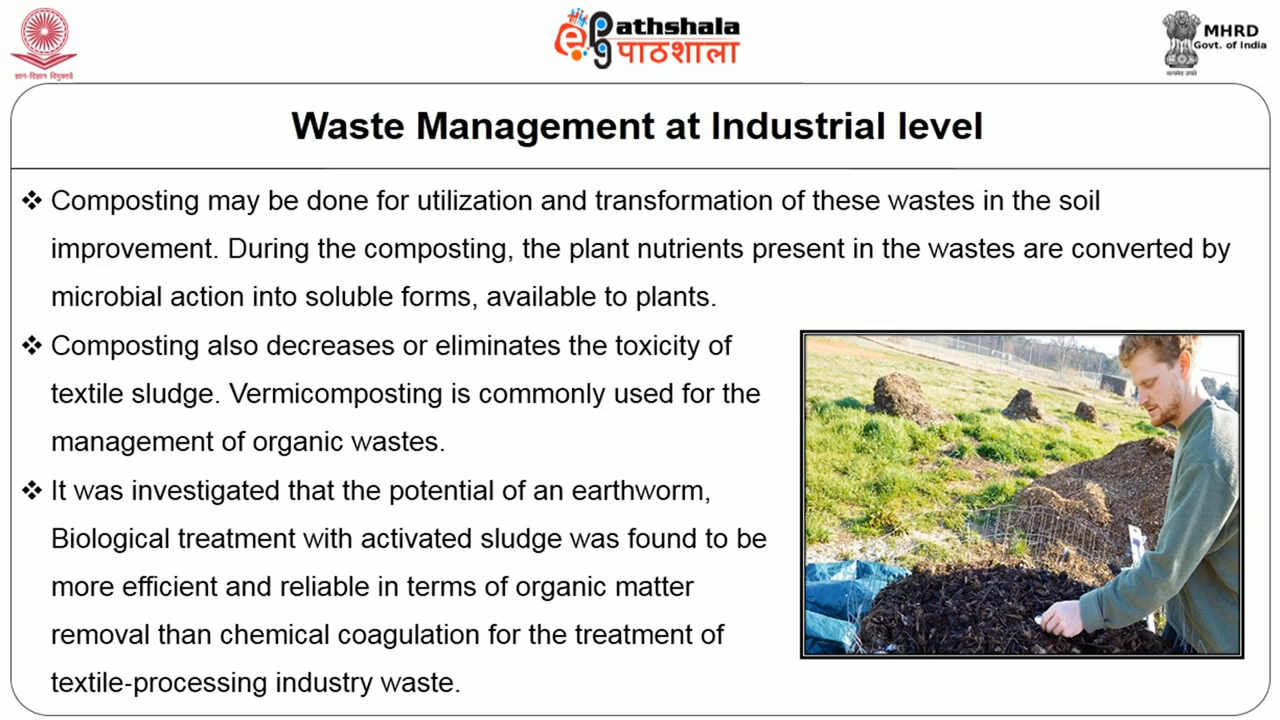 ज्ञान-विज्ञान विमुक्तये
ePathshala
पाठशाला
MHRD
Govt. of India
सत्यमेव जयते
Waste Management at Industrial level
❖ Composting may be done for utilization and transformation of these wastes in the soil
improvement. During the composting, the plant nutrients present in the wastes are converted by
microbial action into soluble forms, available to plants.
❖ Composting also decreases or eliminates the toxicity of
textile sludge. Vermicomposting is commonly used for the
management of organic wastes.
❖ It was investigated that the potential of an earthworm,
Biological treatment with activated sludge was found to be
more efficient and reliable in terms of organic matter
removal than chemical coagulation for the treatment of
textile-processing industry waste.